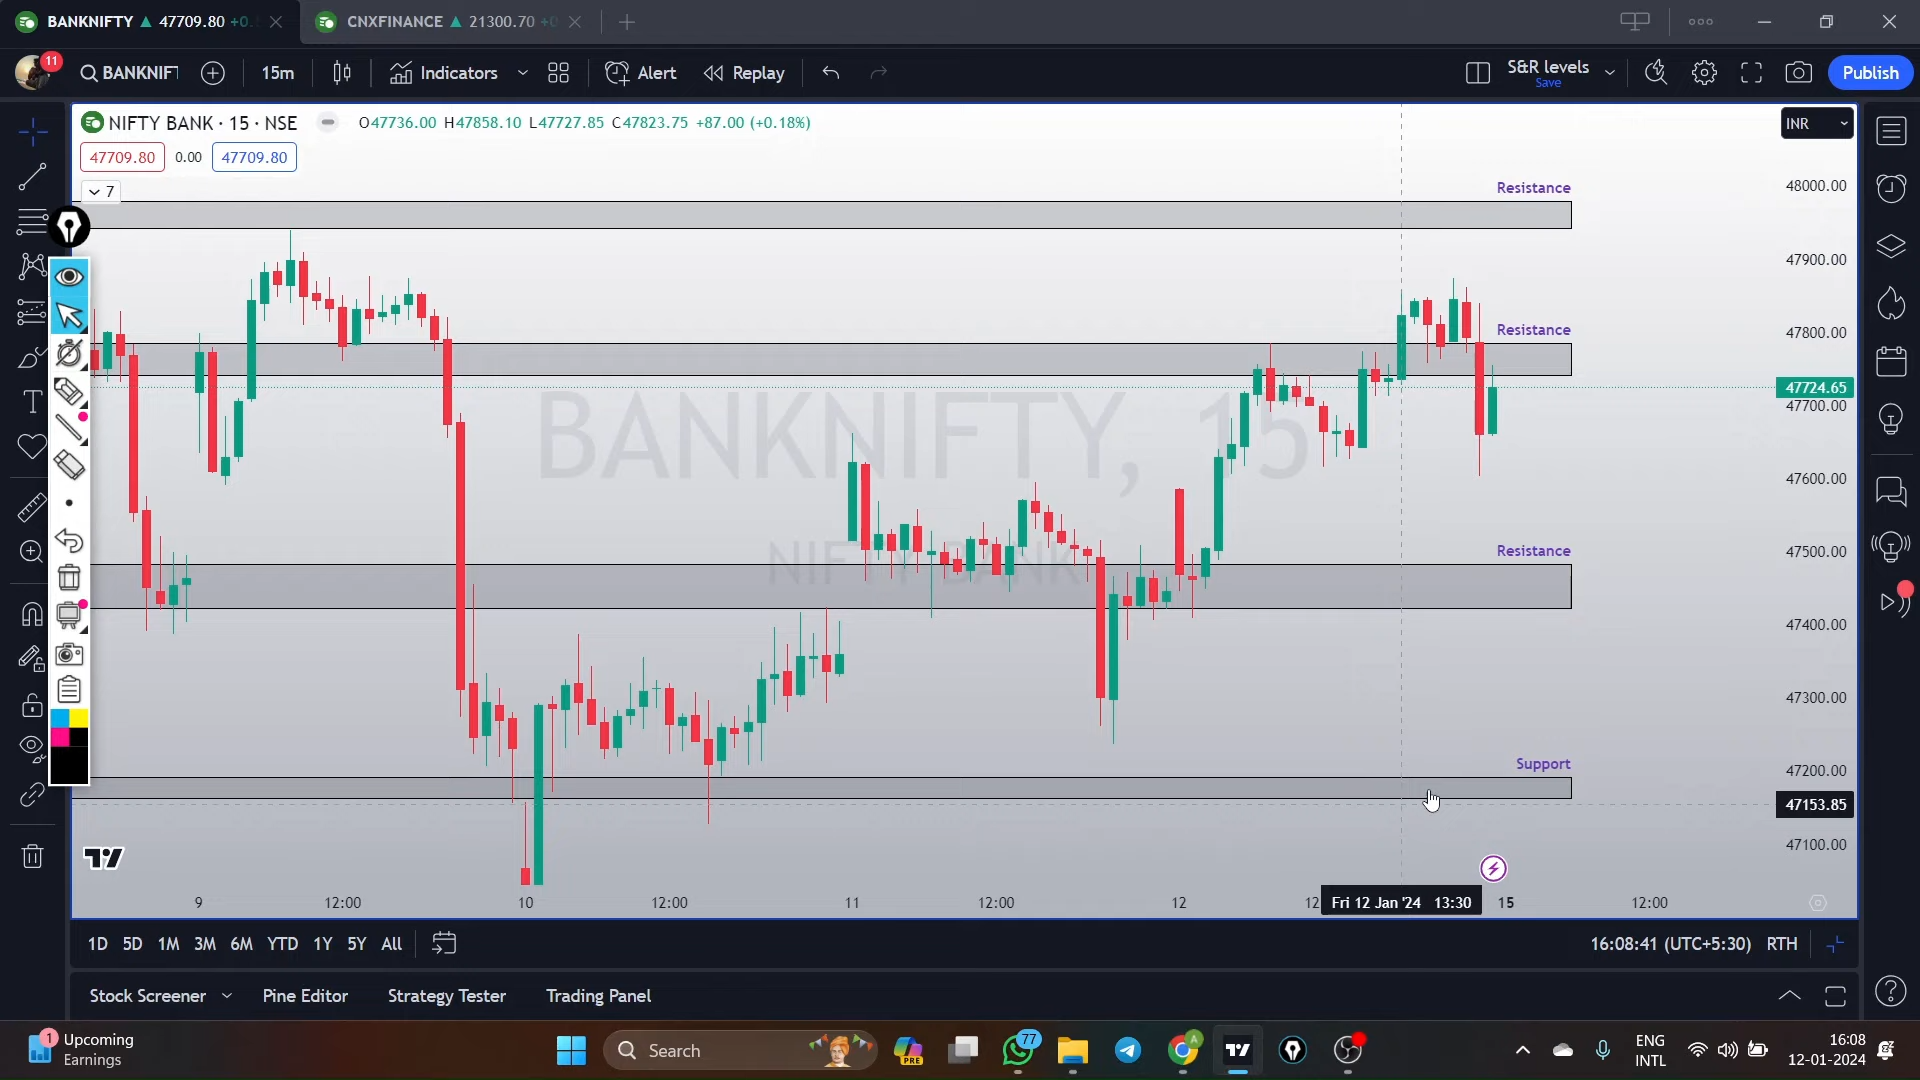 BANKNIFTY ▲ 47709.80 +0.
CNXFINANCE ▲ 21300.70 +0
11
BANKNIFT
15m
Indicators
Alert
Replay
S&R levels
Save
Publish
NIFTY BANK · 15 · NSE
O47736.00 H47858.10 L47727.85 C47823.75 +87.00 (+0.18%)
INR
47709.80
0.00
47709.80
7
Resistance
48000.00
47900.00
Resistance
47800.00
47724.65
47700.00
BANKNIFTY, 15
NIFTY BANK
47600.00
Resistance
47500.00
47400.00
47300.00
Support
47200.00
47153.85
47100.00
9
12:00
10
12:00
11
12:00
12
12
Fri 12 Jan '24 13:30
15
12:00
1D 5D 1M 3M 6M YTD 1Y 5Y All
16:08:41 (UTC+5:30)
RTH
Stock Screener
Pine Editor
Strategy Tester
Trading Panel
1
Upcoming
Earnings
Search
PRE
77
ENG
INTL
16:08
12-01-2024